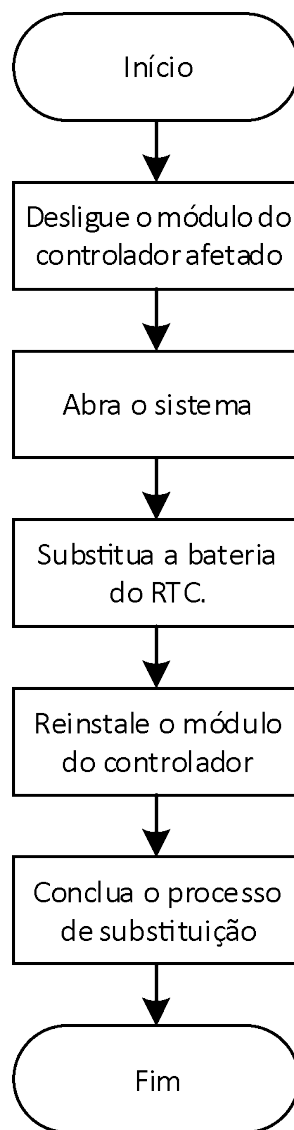 Início
Desligue o módulo do
controlador afetado
Abra o sistema
Substitua a bateria
do RTC.
Reinstale o módulo
do controlador
Conclua o processo
de substituição
Fim